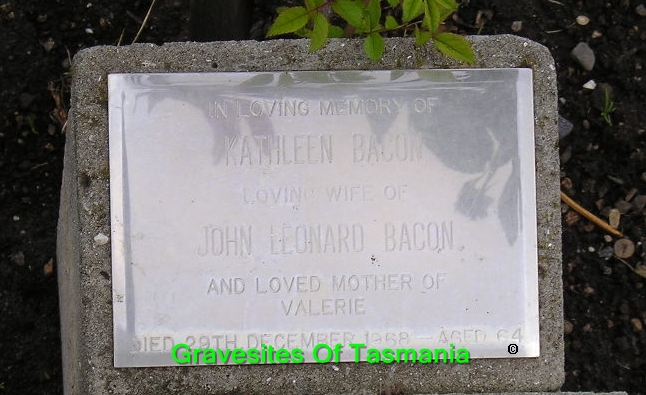 IN LOVING MEMORY OF
KATHLEEN BACON
LOVING WIFE OF
JOHN LEONARD BACON
AND LOVED MOTHER OF
VALERIE
DIED 29TH DECEMBER 1968 — AGED 64
Gravesites Of Tasmania ©